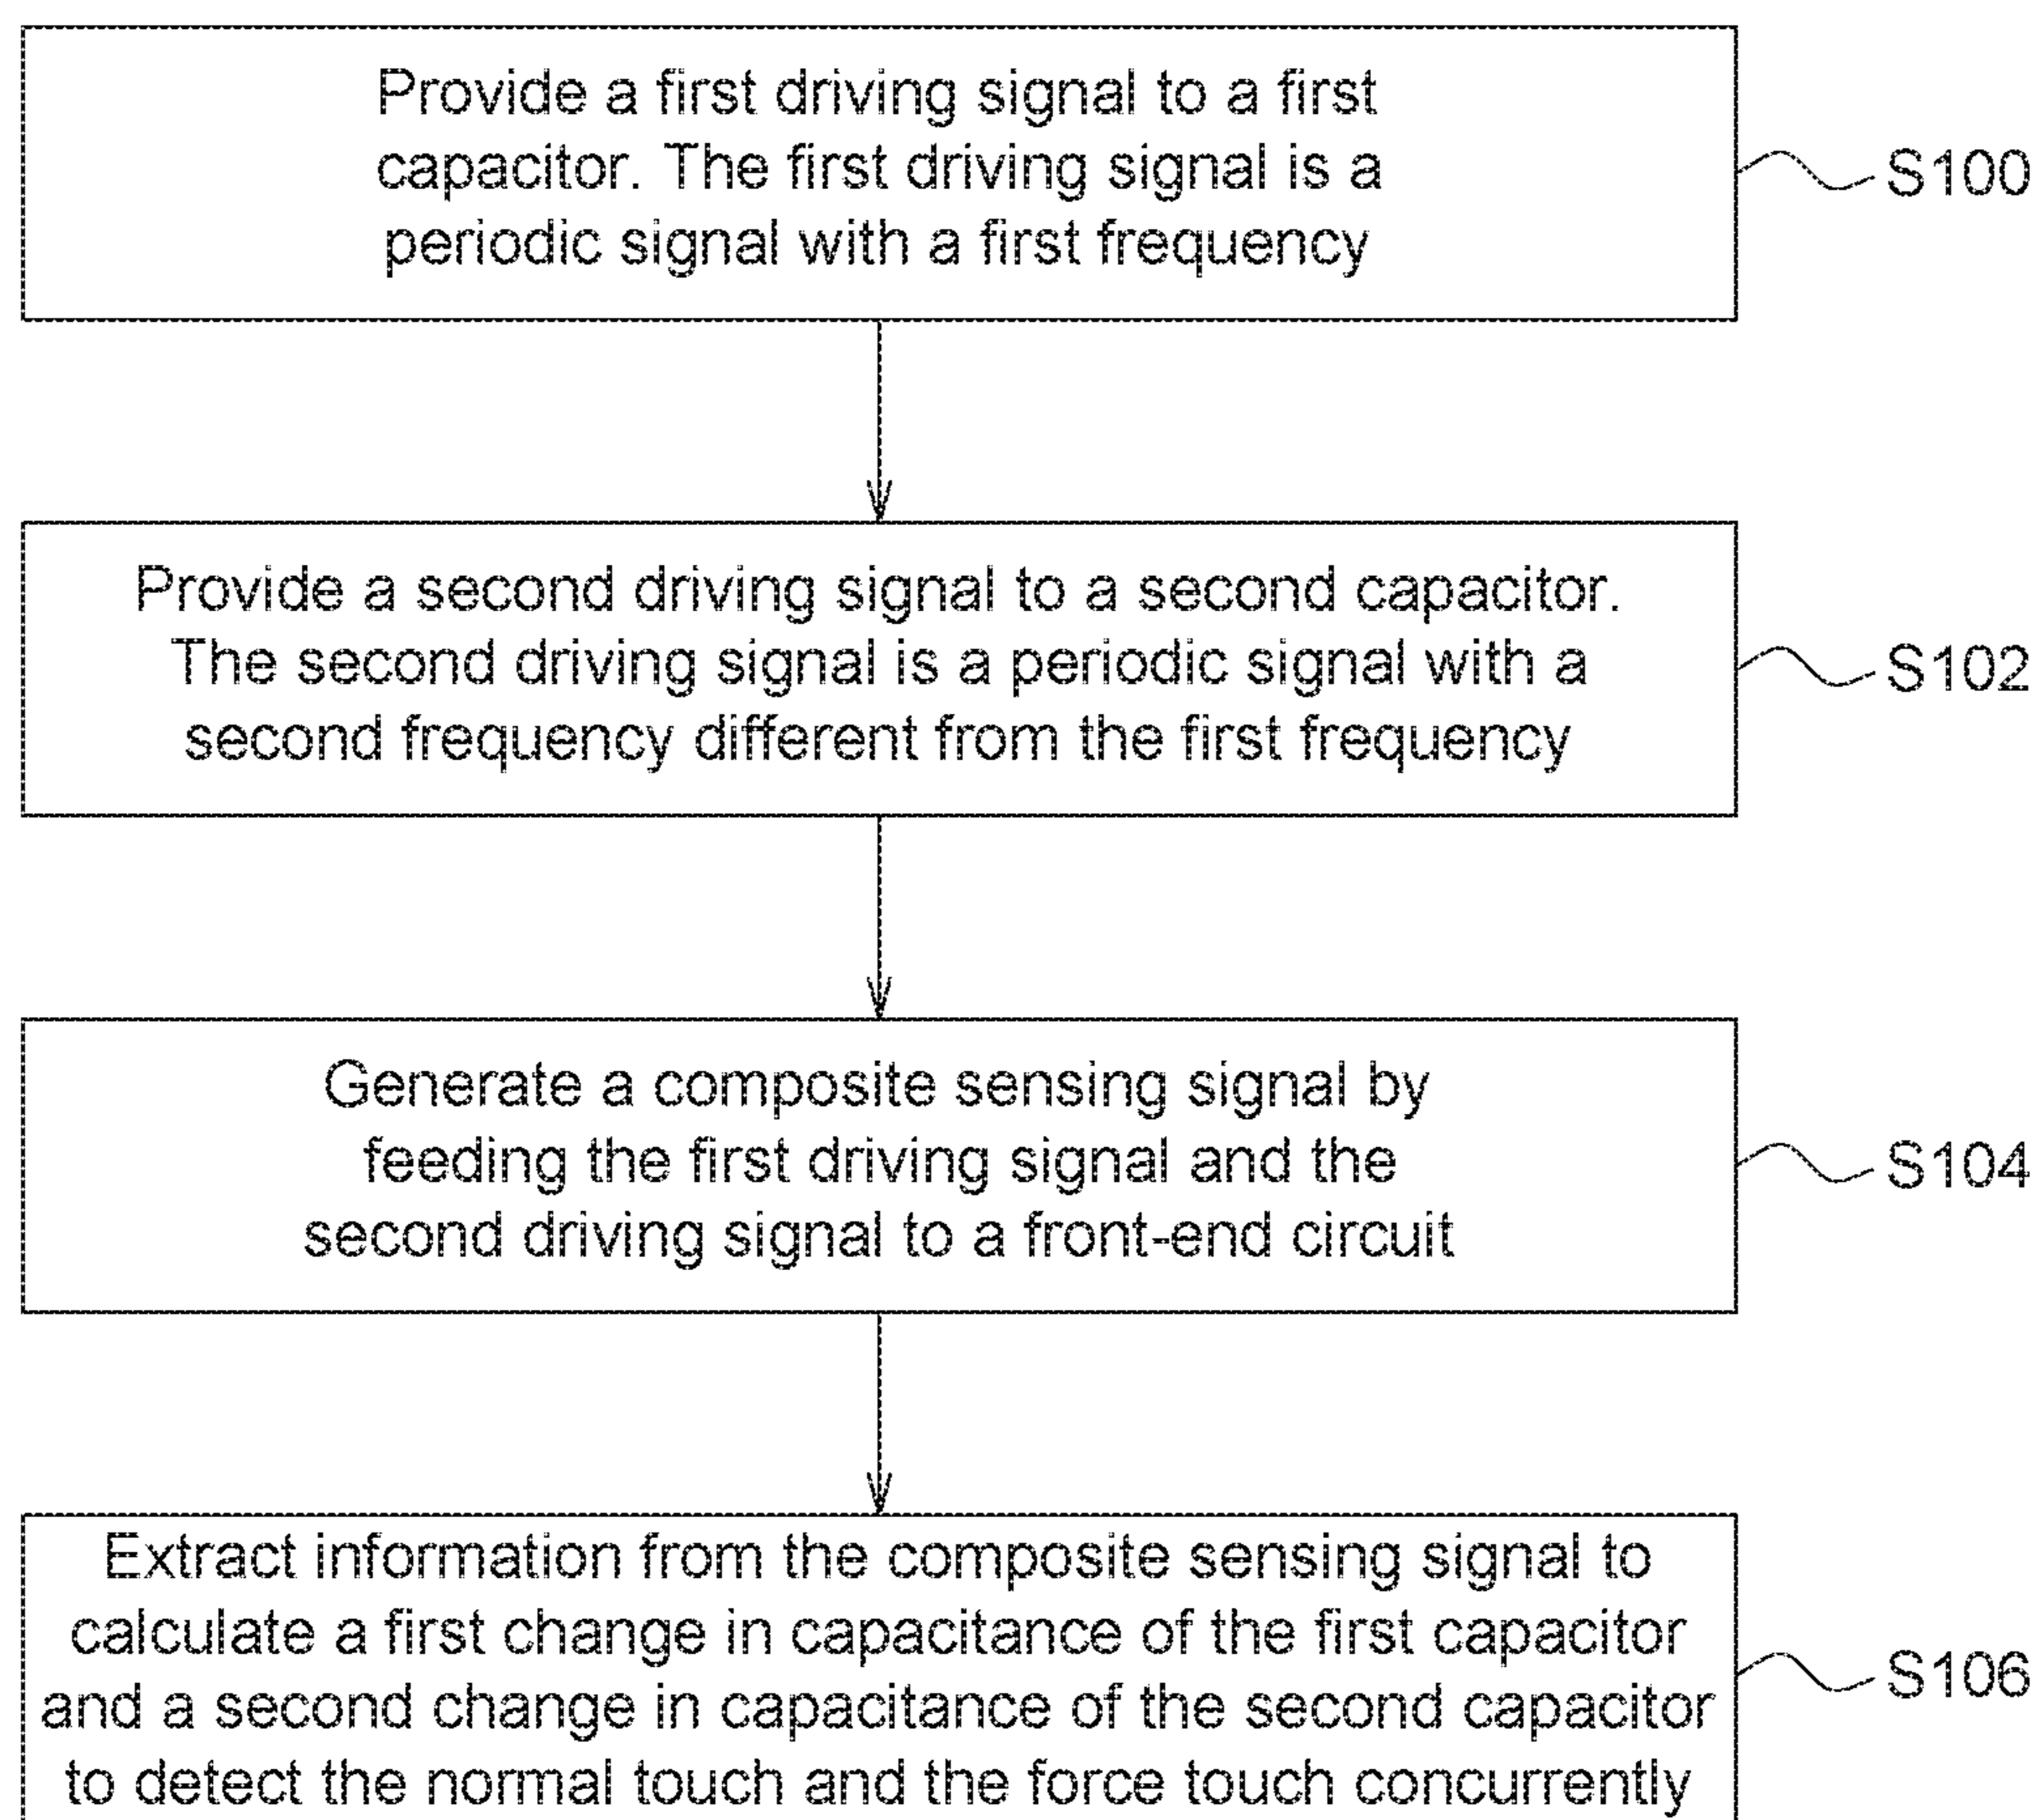 Provide a first driving signal to a first
capacitor. The first driving signal is a
periodic signal with a first frequency
S100
Provide a second driving signal to a second capacitor.
The second driving signal is a periodic signal with a
second frequency different from the first frequency
S102
Generate a composite sensing signal by
feeding the first driving signal and the
second driving signal to a front-end circuit
S104
Extract information from the composite sensing signal to
calculate a first change in capacitance of the first capacitor
and a second change in capacitance of the second capacitor
to detect the normal touch and the force touch concurrently
S106